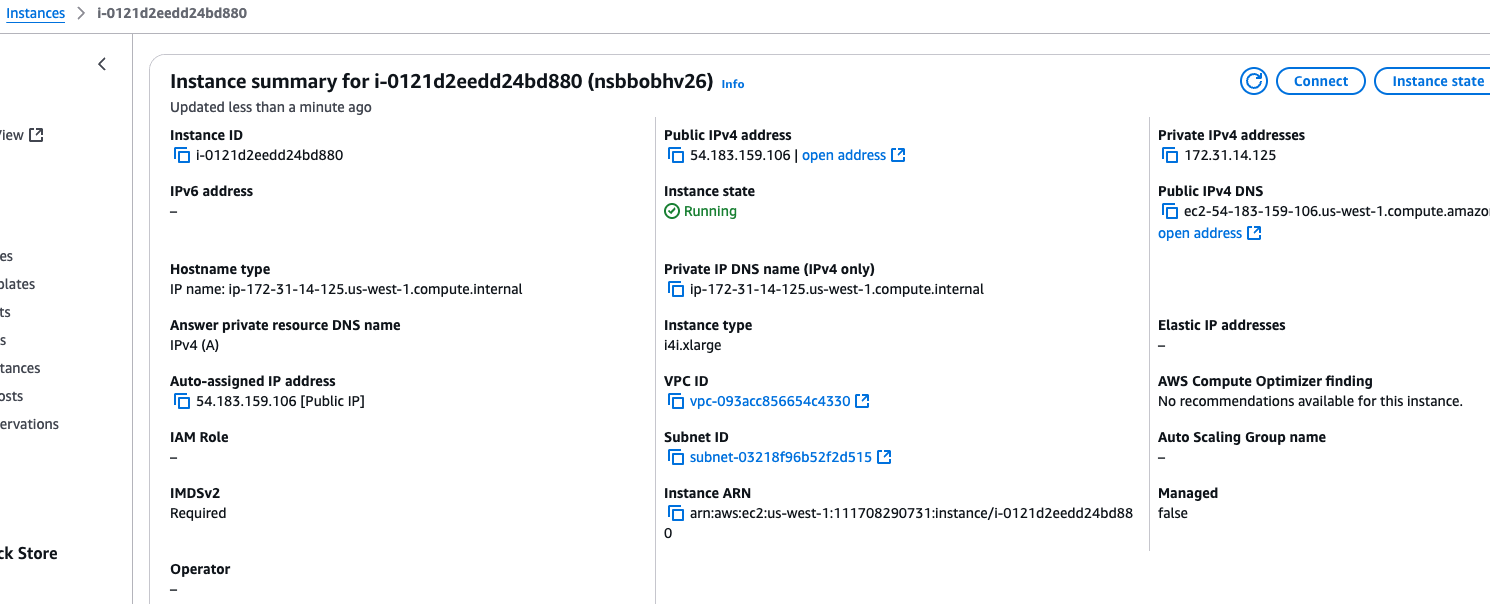 Instances > i-0121d2eedd24bd880
Instance summary for i-0121d2eedd24bd880 (nsbbobhv26) Info
Connect
Instance state
Updated less than a minute ago
Instance ID
i-0121d2eedd24bd880
Public IPv4 address
54.183.159.106 | open address
Private IPv4 addresses
172.31.14.125
IPv6 address
–
Instance state
Running
Public IPv4 DNS
ec2-54-183-159-106.us-west-1.compute.amazo
open address
Hostname type
IP name: ip-172-31-14-125.us-west-1.compute.internal
Private IP DNS name (IPv4 only)
ip-172-31-14-125.us-west-1.compute.internal
Answer private resource DNS name
IPv4 (A)
Instance type
i4i.xlarge
Elastic IP addresses
–
Auto-assigned IP address
54.183.159.106 [Public IP]
VPC ID
vpc-093acc856654c4330
AWS Compute Optimizer finding
No recommendations available for this instance.
IAM Role
–
Subnet ID
subnet-03218f96b52f2d515
Auto Scaling Group name
–
IMDSv2
Required
Instance ARN
arn:aws:ec2:us-west-1:111708290731:instance/i-0121d2eedd24bd88
0
Managed
false
Operator
–
View
es
plates
ts
s
tances
osts
ervations
ck Store